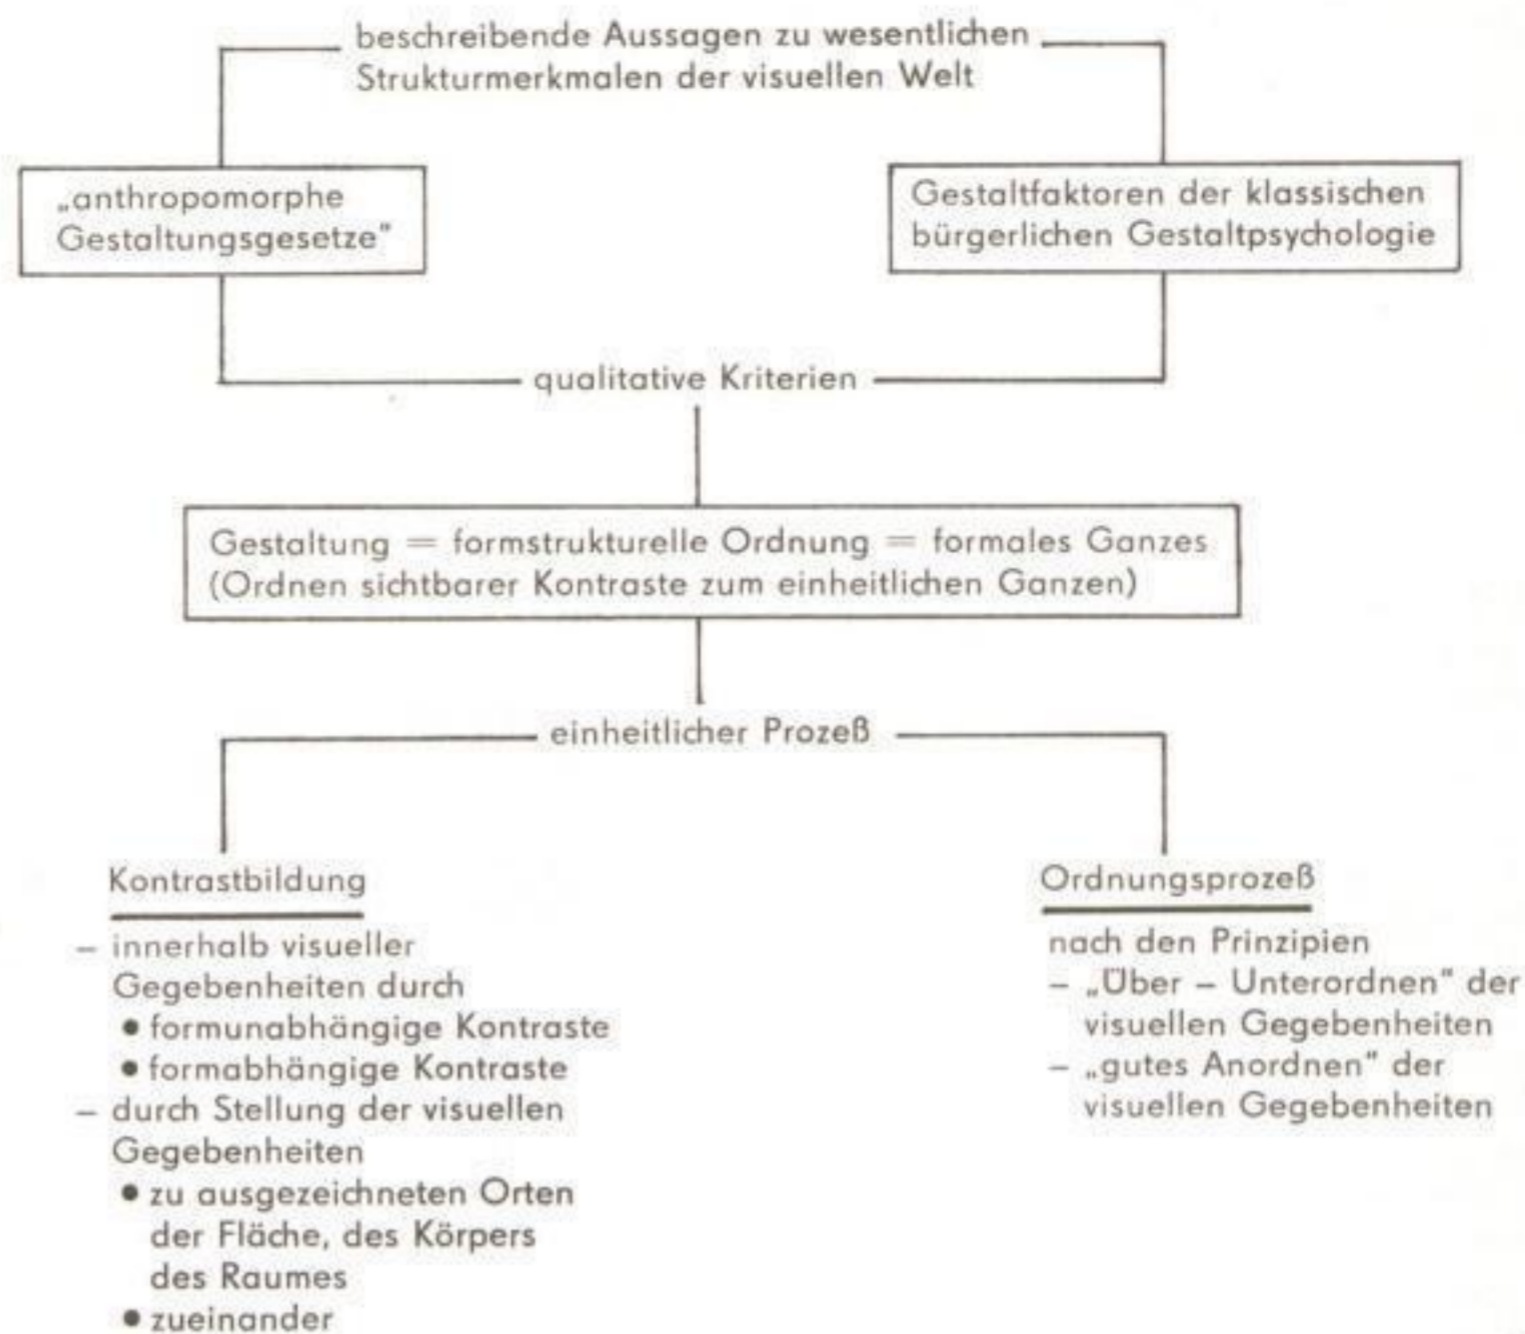 beschreibende Aussagen zu wesentlichen
Strukturmerkmalen der visuellen Welt
„anthropomorphe
Gestaltungsgesetze"
Gestaltfaktoren der klassischen
bürgerlichen Gestaltpsychologie
qualitative Kriterien
Gestaltung = formstrukturelle Ordnung = formales Ganzes
(Ordnen sichtbarer Kontraste zum einheitlichen Ganzen)
einheitlicher Prozeß
Kontrastbildung
– innerhalb visueller
Gegebenheiten durch
• formunabhängige Kontraste
• formabhängige Kontraste
– durch Stellung der visuellen
Gegebenheiten
• zu ausgezeichneten Orten
der Fläche, des Körpers
des Raumes
• zueinander
Ordnungsprozeß
nach den Prinzipien
– „Über – Unterordnen" der
visuellen Gegebenheiten
– „gutes Anordnen" der
visuellen Gegebenheiten